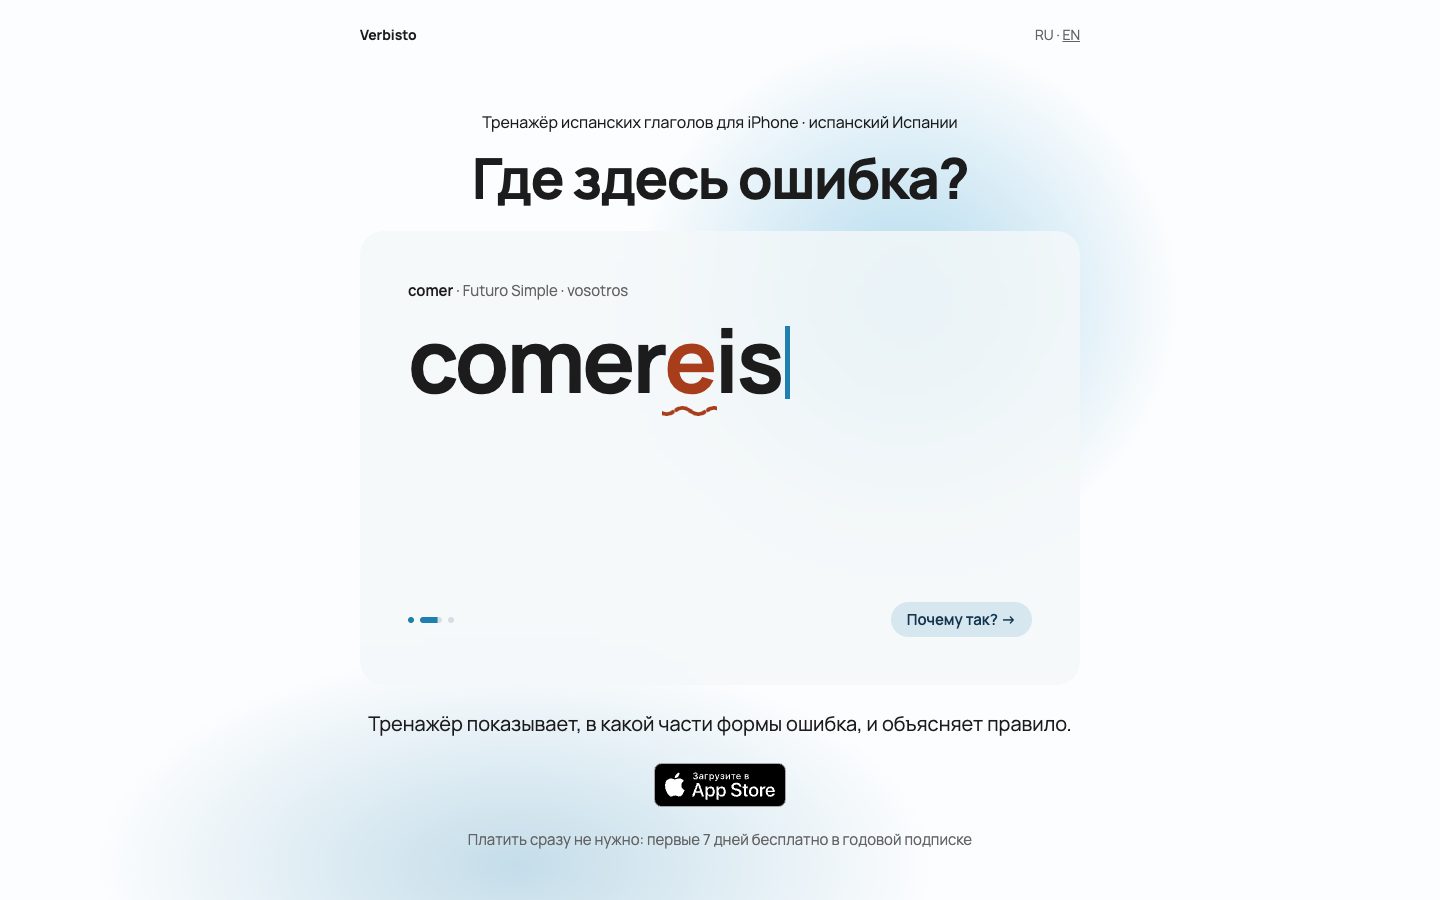 Verbisto
RU · EN
Тренажёр испанских глаголов для iPhone · испанский Испании
Где здесь ошибка?
comer · Futuro Simple · vosotros
comereis
Почему так? →
Тренажёр показывает, в какой части формы ошибка, и объясняет правило.
Загрузите в
App Store
Платить сразу не нужно: первые 7 дней бесплатно в годовой подписке